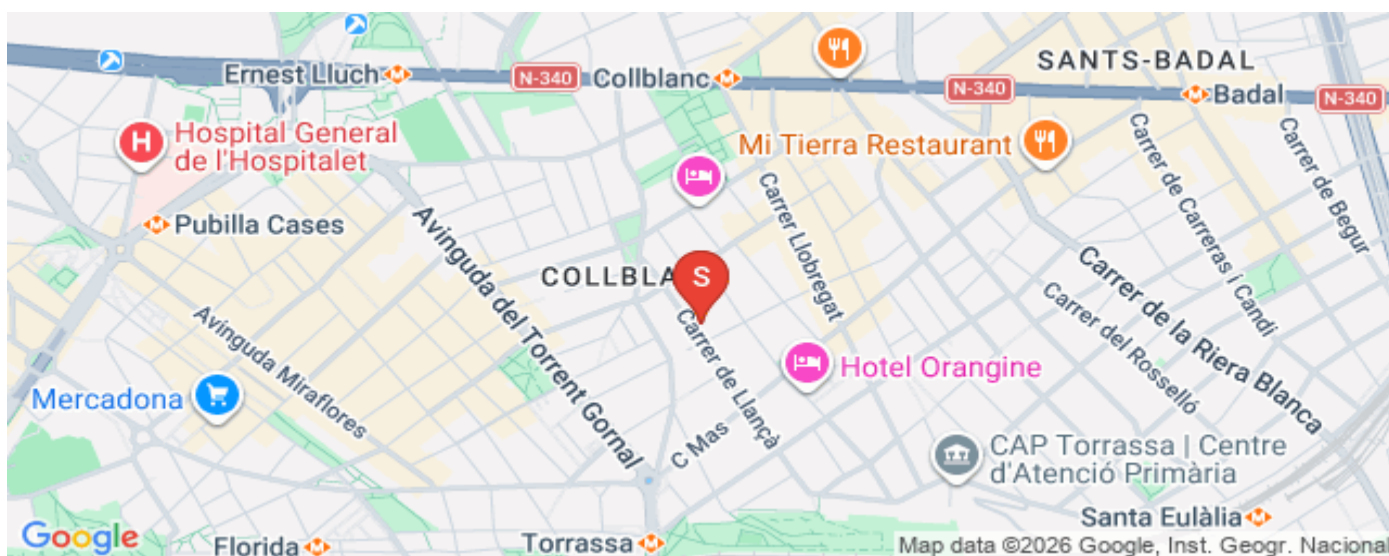 SANTS-BADAL
Ernest Lluch
N-340
Collblanc
N-340
Badal
N-340
H
Hospital General
de l'Hospitalet
Mi Tierra Restaurant
Carrer de Carreras i Candi
Carrer de Begur
Carrer Llobregat
Pubilla Cases
Avinguda del Torrent Gornal
COLLBLA
S
Carrer de la Riera Blanca
Carrer del Rosselló
Avinguda Miraflores
Carrer de Llançà
Hotel Orangine
Mercadona
C Mas
CAP Torrassa | Centre
d'Atenció Primària
Santa Eulàlia
Google
Florida
Torrassa
Map data ©2026 Google, Inst. Geogr. Nacional